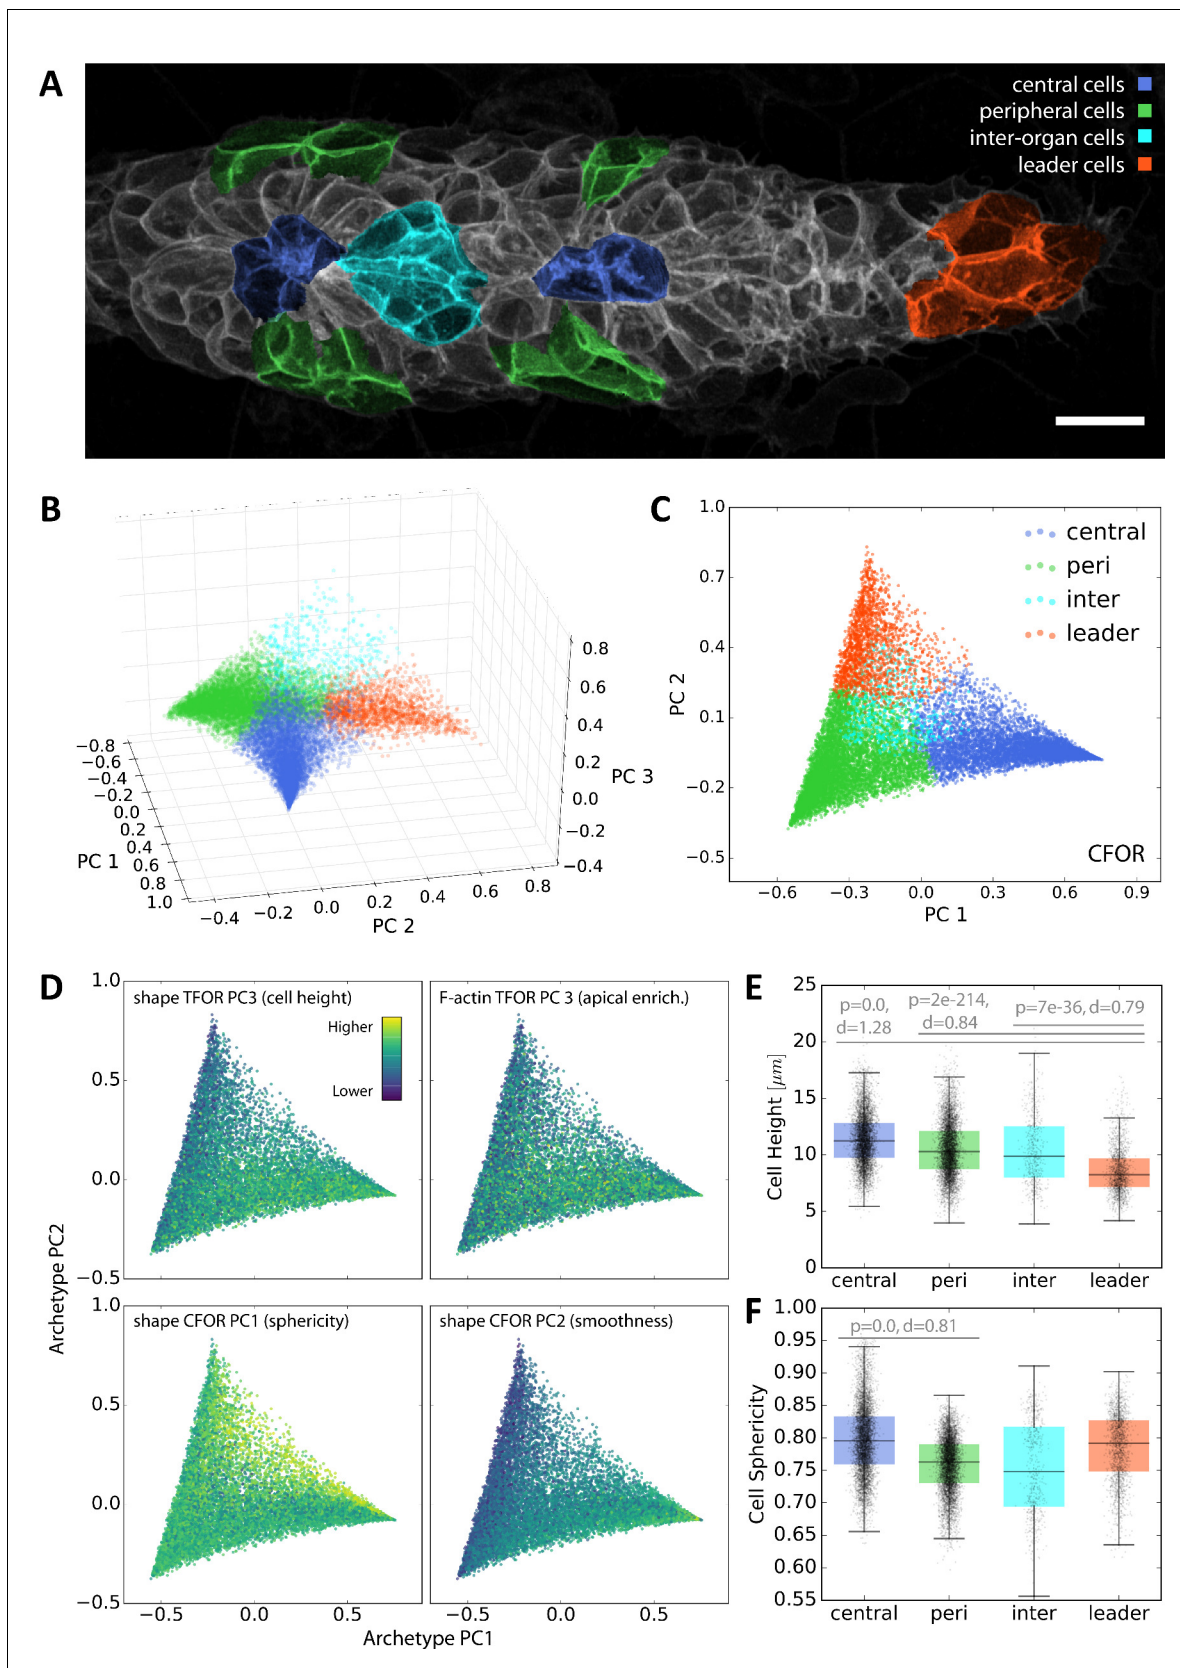 A
central cells
peripheral cells
inter-organ cells
leader cells
B
0.8
0.6
0.4
0.2
0.0
−0.2
−0.4
PC 3
−0.8
−0.6
−0.4
−0.2
0.0
0.2
0.4
0.6
0.8
1.0
PC 1
−0.4
−0.2
0.0
0.2
0.4
0.6
0.8
PC 2
C
1.0
0.7
0.4
0.1
−0.2
−0.5
PC 2
central
peri
inter
leader
CFOR
−0.6
−0.3
0.0
0.3
0.6
0.9
PC 1
D
1.0
0.5
0.0
−0.5
shape TFOR PC3 (cell height)
Higher
Lower
F-actin TFOR PC 3 (apical enrich.)
1.0
0.5
0.0
−0.5
shape CFOR PC1 (sphericity)
shape CFOR PC2 (smoothness)
Archetype PC2
−0.5
0.0
0.5
−0.5
0.0
0.5
Archetype PC1
E
25
20
15
10
5
0
Cell Height [μm]
p=0.0,
d=1.28
p=2e-214,
d=0.84
p=7e-36, d=0.79
central
peri
inter
leader
F
1.00
0.95
0.90
0.85
0.80
0.75
0.70
0.65
0.60
0.55
Cell Sphericity
p=0.0, d=0.81
central
peri
inter
leader